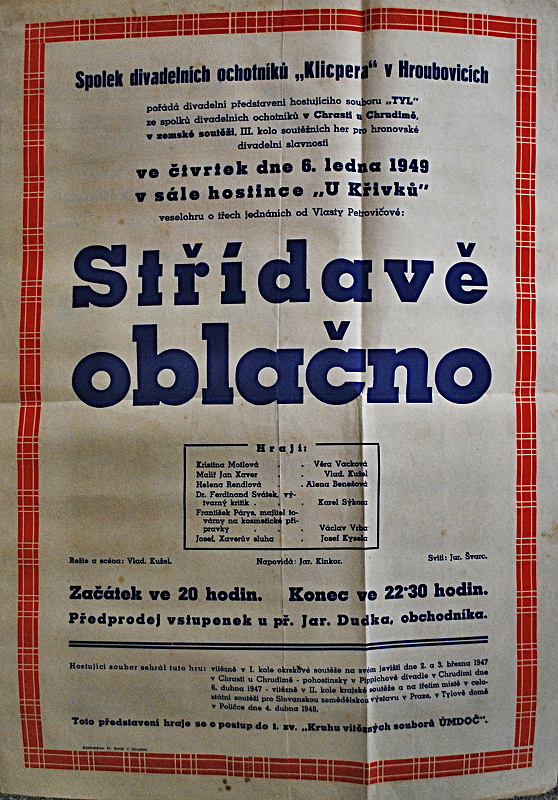 Spolek divadelních ochotníků „Klicpera“ v Hroubovicích
pořádá divadelní představení hostujícího souboru „TYL“
ze spolků divadelních ochotníků v Chrasti u Chrudimě,
v zemské soutěži, III. kolo soutěžních her pro hronovské
divadelní slavnosti
ve čtvrtek dne 6. ledna 1949
v sále hostince „U Křivků“
veselohru o třech jednáních od Vlasty Petrovičové:
Střídavě
oblačno
Hrají:
Kristina Motlová . . Věra Vacková
Malíř Jan Xaver . . Vlad. Kužel
Helena Rendlová . . Alena Benešová
Dr. Ferdinand Svátek, vý-
tvarný kritik . . . Karel Sýkora
František Párys, majitel to-
várny na kosmetické pří-
pravky . . . Václav Vrba
Josef, Xaverův sluha . . Josef Kysela
Režie a scéna: Vlad. Kužel. Napovídá: Jar. Kinkor. Svítí: Jar. Švarc.
Začátek ve 20 hodin. Konec ve 22·30 hodin.
Předprodej vstupenek u př. Jar. Dudka, obchodníka.
Hostující soubor sehrál tuto hru: vítězně v I. kole okrskové soutěže na svém jevišti dne 2. a 3. března 1947
v Chrasti u Chrudimě - pohostinsky v Pippichově divadle v Chrudimi dne
6. dubna 1947 - vítězně v II. kole krajské soutěže a na třetím místě v celo-
státní soutěži pro Slovanskou zemědělskou výstavu v Praze, v Tylově domě
v Poličce dne 4. dubna 1948.
Toto představení hraje se o postup do t. zv. „Kruhu vítězných souborů ÚMDOČ“.